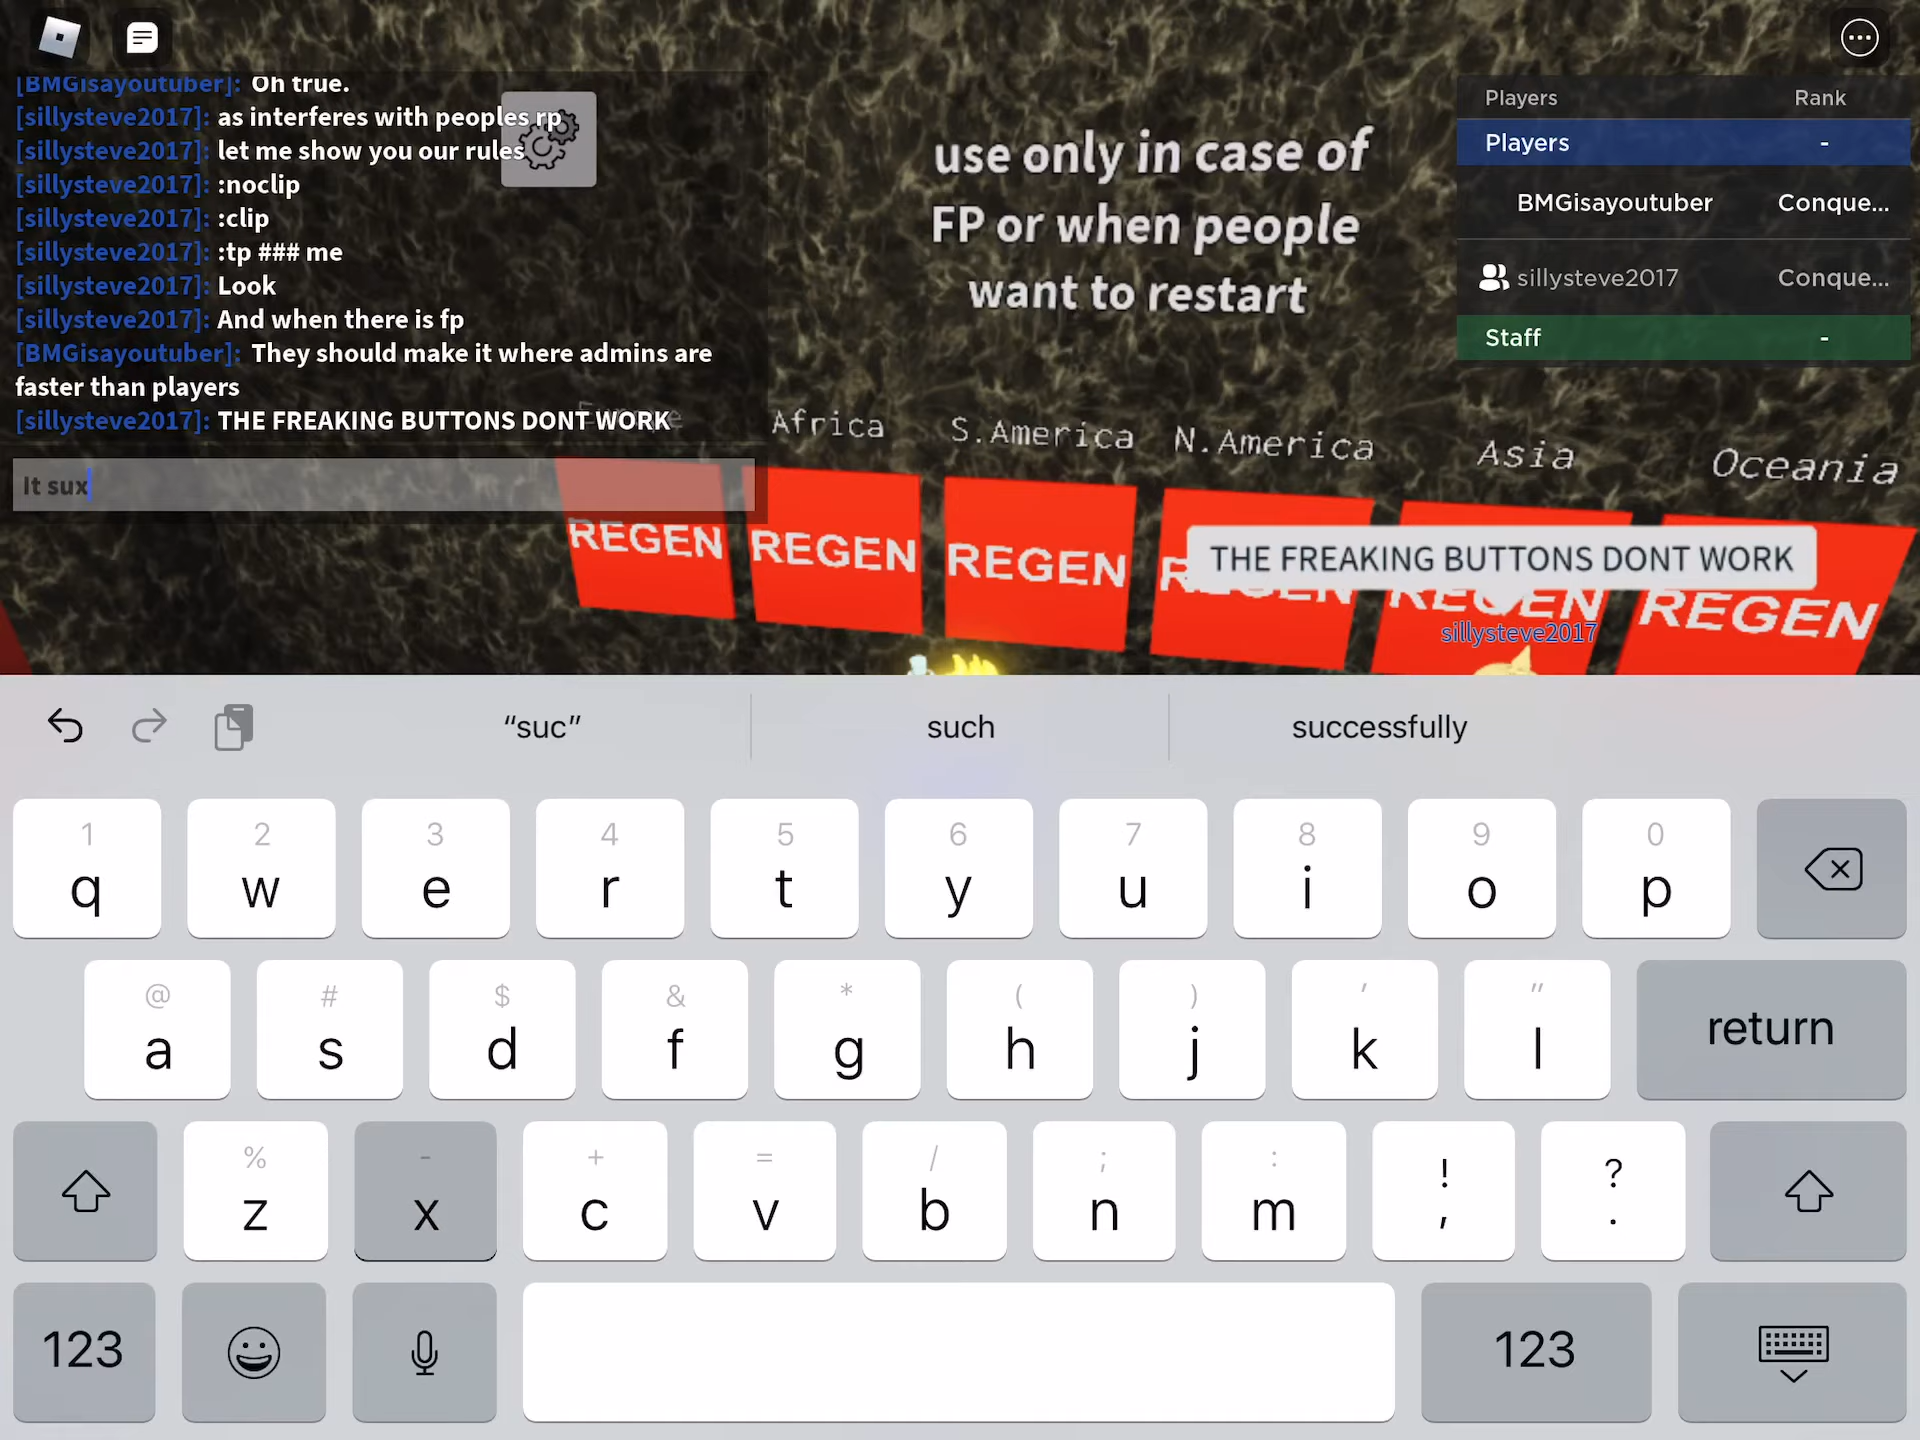 [BMGisayoutuber]: Oh true.
[sillysteve2017]: as interferes with peoples rp
[sillysteve2017]: let me show you our rules
[sillysteve2017]: :noclip
[sillysteve2017]: :clip
[sillysteve2017]: :tp ### me
[sillysteve2017]: Look
[sillysteve2017]: And when there is fp
[BMGisayoutuber]: They should make it where admins are
faster than players
[sillysteve2017]: THE FREAKING BUTTONS DONT WORK
It sux
use only in case of
FP or when people
want to restart
Players Rank
Players -
BMGisayoutuber Conque...
sillysteve2017 Conque...
Staff -
Europe Africa S.America N.America Asia Oceania
REGEN REGEN REGEN REGEN REGEN REGEN
THE FREAKING BUTTONS DONT WORK
sillysteve2017
“suc” such successfully
1 2 3 4 5 6 7 8 9 0
q w e r t y u i o p
@ # $ & * ( ) ' "
a s d f g h j k l return
% - + = / ; : ! ?
z x c v b n m , .
123 123